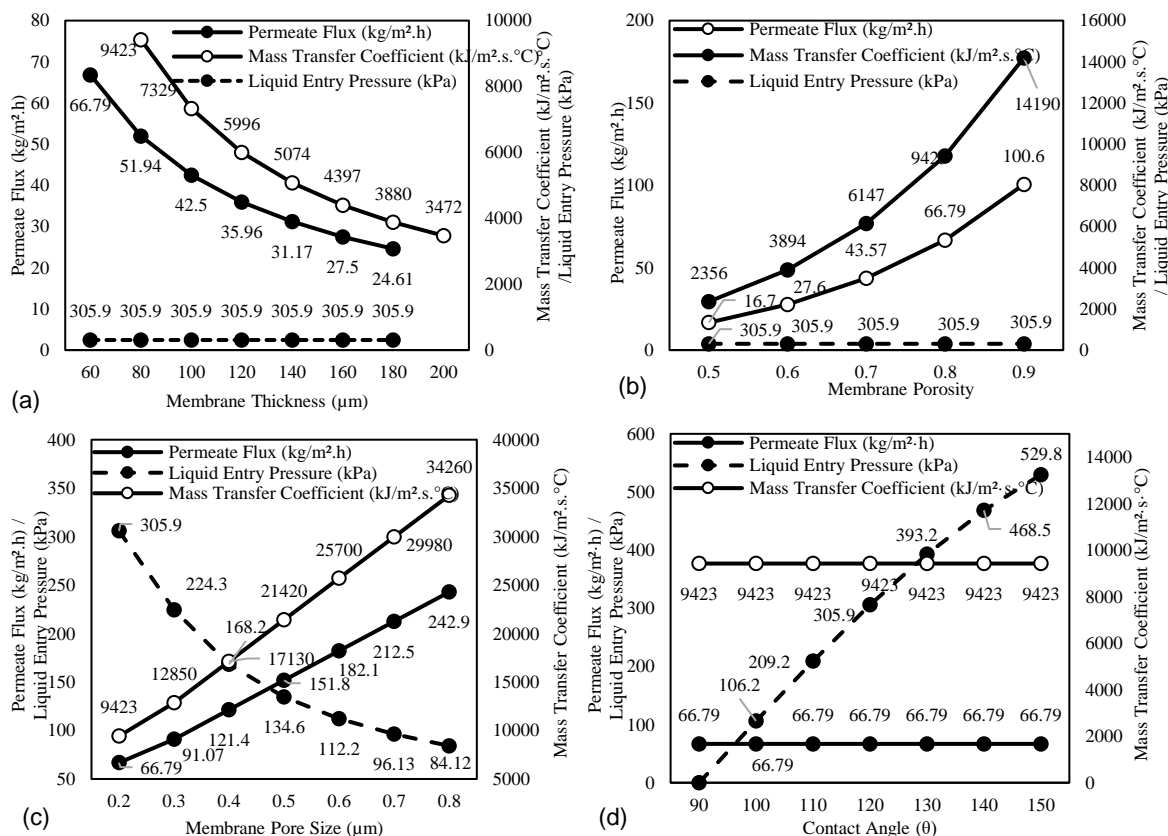 80
70
60
50
40
30
20
10
0
Permeate Flux (kg/m².h)
Permeate Flux (kg/m².h)
Mass Transfer Coefficient (kJ/m².s.°C)
Liquid Entry Pressure (kPa)
9423
7329
5996
5074
4397
3880
3472
66.79
51.94
42.5
35.96
31.17
27.5
24.61
305.9 305.9 305.9 305.9 305.9 305.9 305.9
10000
8000
6000
4000
2000
0
Mass Transfer Coefficient (kJ/m².s.°C)
/Liquid Entry Pressure (kPa)
60 80 100 120 140 160 180 200
Membrane Thickness (µm)
(a)
200
150
100
50
0
Permeate Flux (kg/m².h)
Permeate Flux (kg/m².h)
Mass Transfer Coefficient (kJ/m².s.°C)
Liquid Entry Pressure (kPa)
2356
3894
6147
942
14190
16.7
27.6
43.57
66.79
100.6
305.9 305.9 305.9 305.9 305.9
16000
14000
12000
10000
8000
6000
4000
2000
0
Mass Transfer Coefficient (kJ/m².s.°C)
/ Liquid Entry Pressure (kPa)
0.5 0.6 0.7 0.8 0.9
Membrane Porosity
(b)
400
350
300
250
200
150
100
50
Permeate Flux (kg/m².h) /
Liquid Entry Pressure (kPa)
Permeate Flux (kg/m².h)
Liquid Entry Pressure (kPa)
Mass Transfer Coefficient (kJ/m².s.°C)
305.9
224.3
168.2
134.6
112.2
96.13
84.12
9423
12850
17130
21420
25700
29980
34260
66.79
91.07
121.4
151.8
182.1
212.5
242.9
40000
35000
30000
25000
20000
15000
10000
5000
Mass Transfer Coefficient (kJ/m².s.°C)
0.2 0.3 0.4 0.5 0.6 0.7 0.8
Membrane Pore Size (µm)
(c)
600
500
400
300
200
100
0
Permeate Flux (kg/m²·h) /
Liquid Entry Pressure (kPa)
Permeate Flux (kg/m²·h)
Liquid Entry Pressure (kPa)
Mass Transfer Coefficient (kJ/m²·s·°C)
106.2
209.2
305.9
393.2
468.5
529.8
9423 9423 9423 9423 9423 9423 9423
66.79 66.79 66.79 66.79 66.79 66.79 66.79
14000
12000
10000
8000
6000
4000
2000
0
Mass Transfer Coefficient (kJ/m²·s·°C)
90 100 110 120 130 140 150
Contact Angle (θ)
(d)